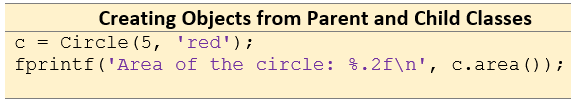 Creating Objects from Parent and Child Classes
c = Circle(5, 'red');
fprintf('Area of the circle: %.2f\n', c.area());